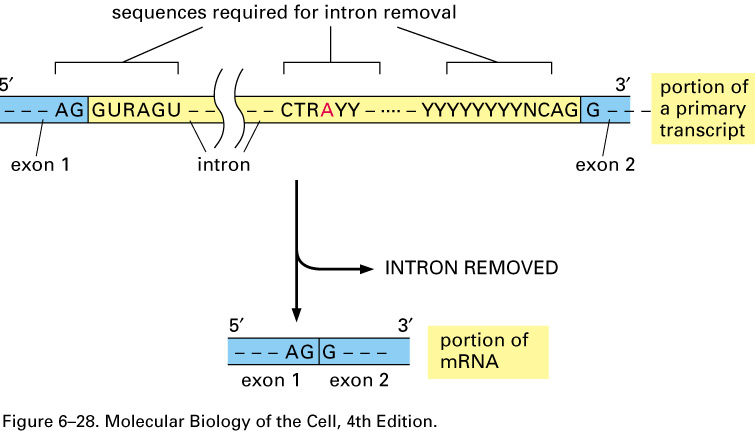 sequences required for intron removal
5′ 3′
– – – AG GURAGU – – – – CTRAYY – ···· – YYYYYYYYNCAG G – –
portion of
a primary
transcript
exon 1 intron exon 2
INTRON REMOVED
5′ 3′
– – – AG G – – –
portion of
mRNA
exon 1 exon 2
Figure 6–28. Molecular Biology of the Cell, 4th Edition.